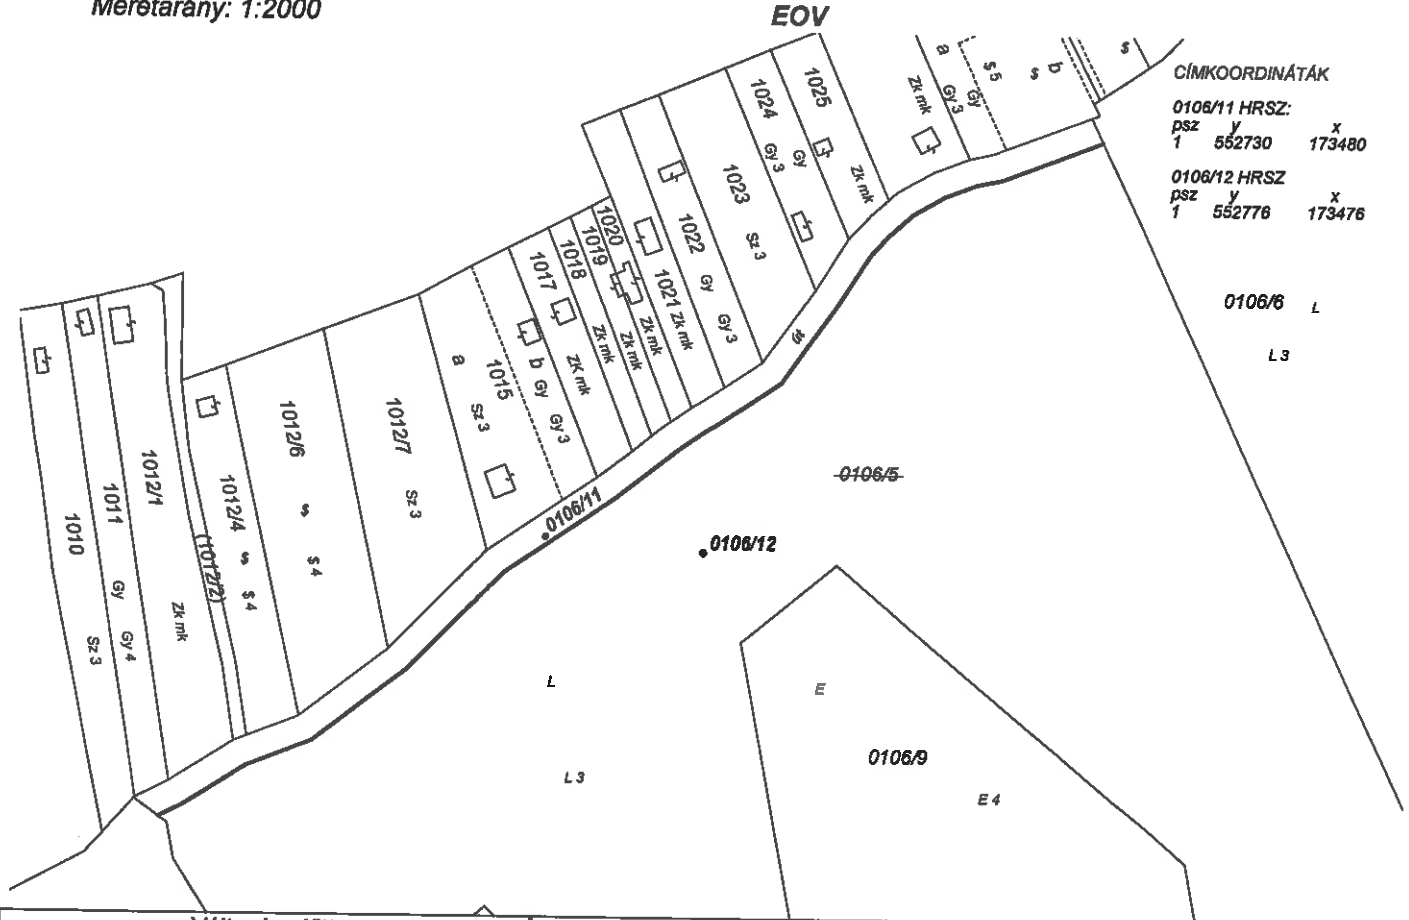 Méretarány: 1:2000
EOV
CÍMKOORDINÁTÁK
0106/11 HRSZ:
psz y x
1 552730 173480
0106/12 HRSZ
psz y x
1 552776 173476
0106/6 L
L 3
0106/5
0106/11
0106/12
L
L 3
E
0106/9
E 4
Út
1010
Sz 3
1011
Gy
Gy 4
1012/1
Zk mk
(1012/2)
1012/4
$
$ 4
1012/6
$
$ 4
1012/7
Sz 3
a
1015
Sz 3
b
Gy
Gy 3
1017
ZK mk
1018
Zk mk
1019
Zk mk
1020
Zk mk
1021
Zk mk
1022
Gy
Gy 3
1023
Sz 3
1024
Gy
Gy 3
1025
Zk mk
Zk mk
a
Gy
Gy 3
$ 5
$
b
$